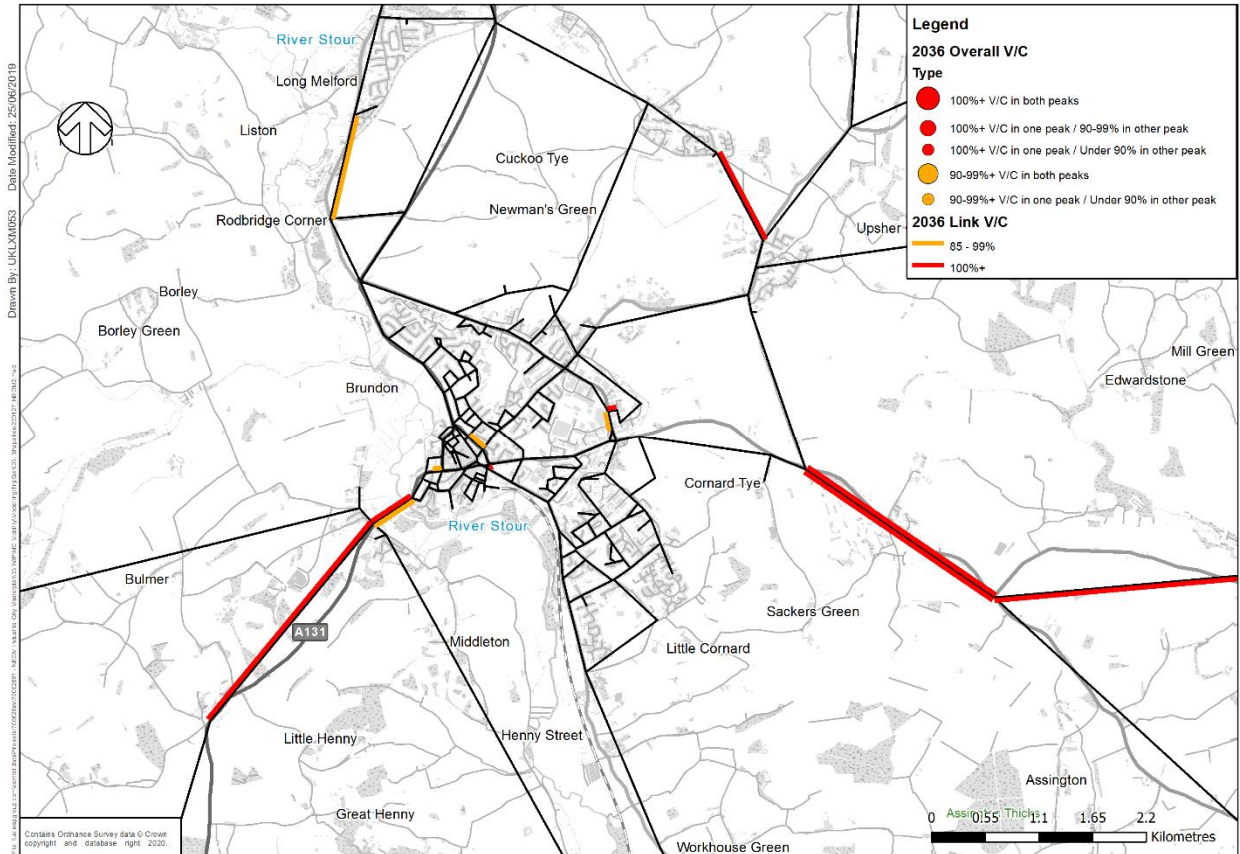 Date Modified: 25/06/2019
Drawn By: UKLXM053
River Stour
Long Melford
Liston
Cuckoo Tye
Rodbridge Corner
Newman's Green
Upsher
Borley
Borley Green
Brundon
Mill Green
Edwardstone
Cornard Tye
River Stour
Bulmer
A131
Middleton
Sackers Green
Little Cornard
Little Henny
Henny Street
Great Henny
Assington
Workhouse Green
Legend
2036 Overall V/C
Type
100%+ V/C in both peaks
100%+ V/C in one peak / 90-99% in other peak
100%+ V/C in one peak / Under 90% in other peak
90-99%+ V/C in both peaks
90-99%+ V/C in one peak / Under 90% in other peak
2036 Link V/C
85 - 99%
100%+
0 0.55 1.1 1.65 2.2
Kilometres
Contains Ordnance Survey data © Crown
copyright and database right 2020.